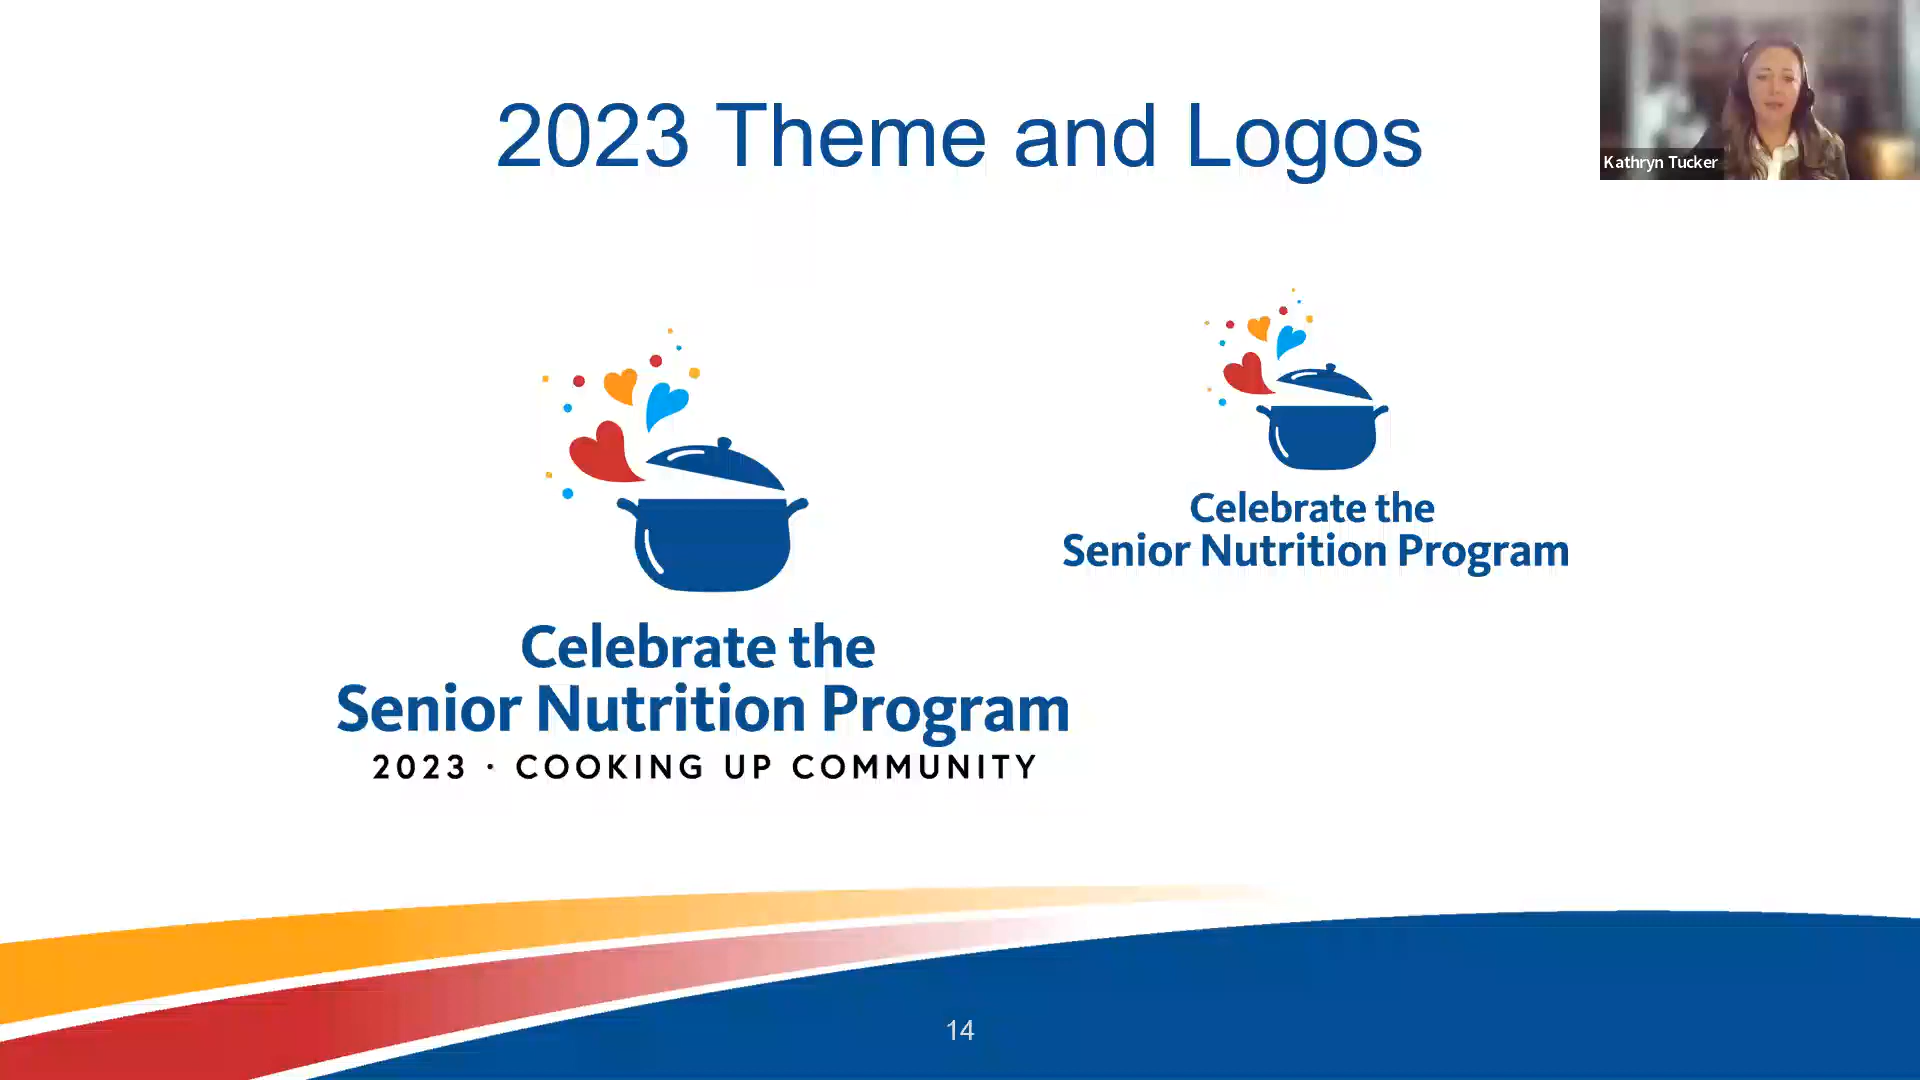 2023 Theme and Logos
Kathryn Tucker
Celebrate the
Senior Nutrition Program
2023 · COOKING UP COMMUNITY
Celebrate the
Senior Nutrition Program
14